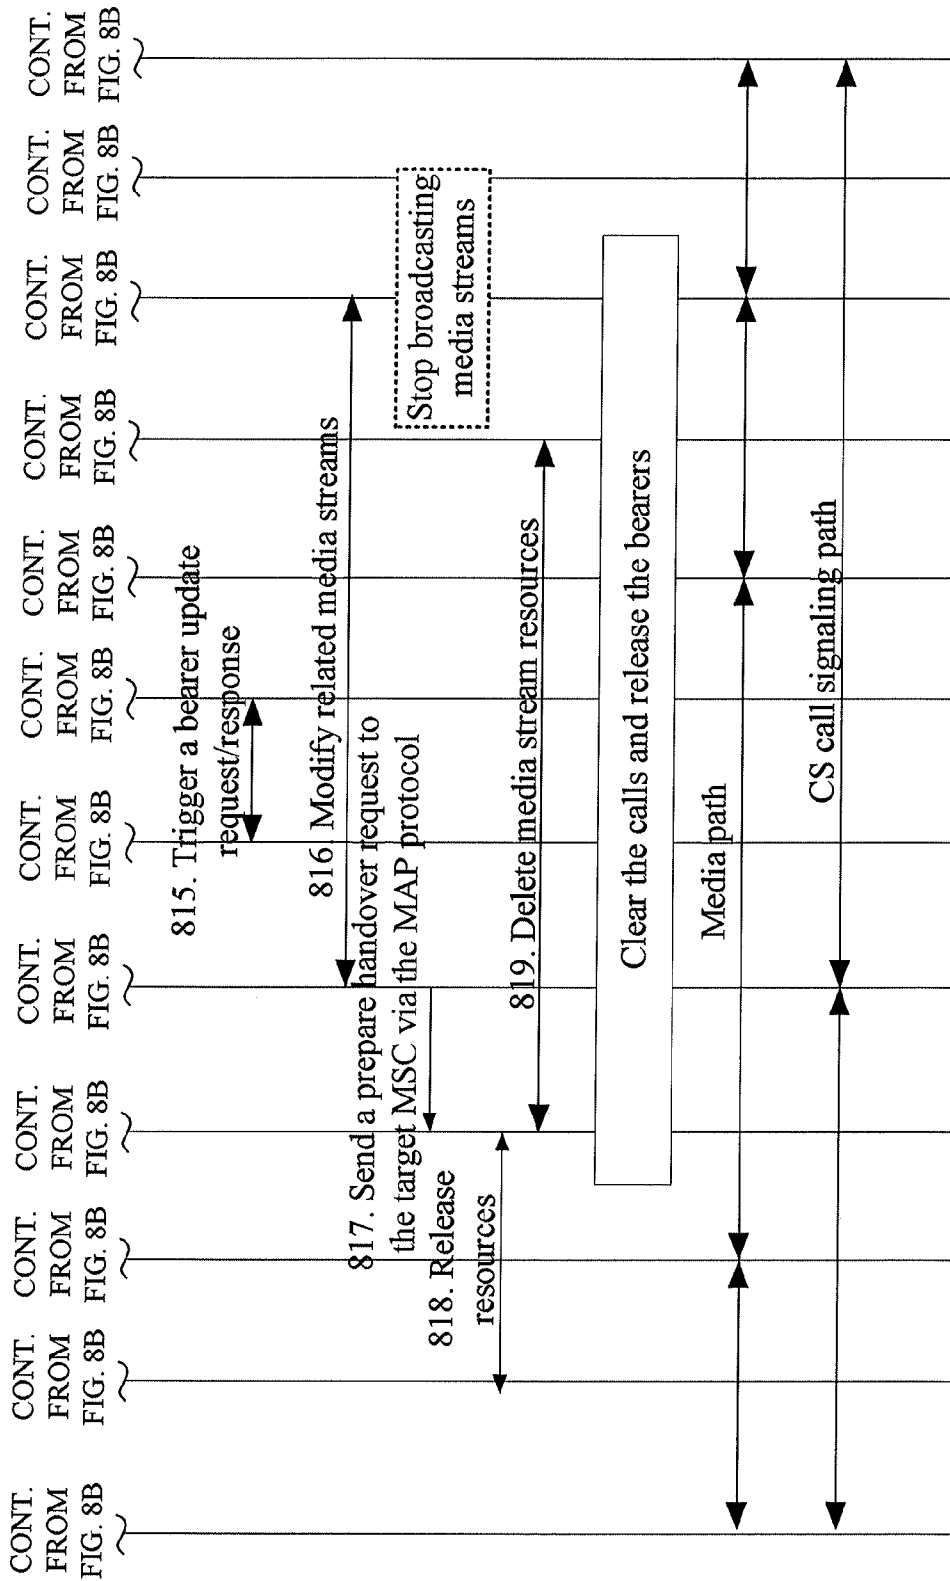 CONT.
FROM
FIG. 8B
CONT.
FROM
FIG. 8B
CONT.
FROM
FIG. 8B
CONT.
FROM
FIG. 8B
CONT.
FROM
FIG. 8B
CONT.
FROM
FIG. 8B
CONT.
FROM
FIG. 8B
CONT.
FROM
FIG. 8B
CONT.
FROM
FIG. 8B
CONT.
FROM
FIG. 8B
CONT.
FROM
FIG. 8B
CONT.
FROM
FIG. 8B
815. Trigger a bearer update
request/response
816. Modify related media streams
817. Send a prepare handover request to
the target MSC via the MAP protocol
Stop broadcasting
media streams
818. Release
resources
819. Delete media stream resources
Clear the calls and release the bearers
Media path
CS call signaling path